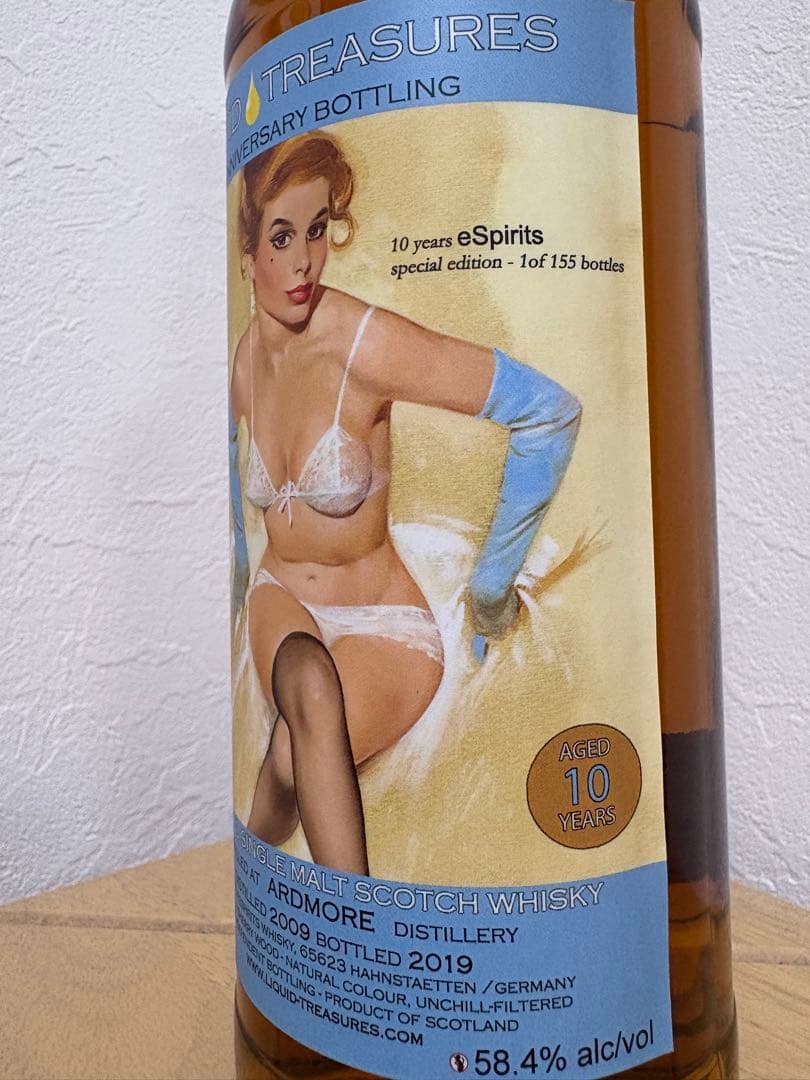 TREASURES
ANNIVERSARY BOTTLING
10 years eSpirits
special edition - 1of 155 bottles
AGED
10
YEARS
SINGLE MALT SCOTCH WHISKY
AT ARDMORE DISTILLERY
2009 BOTTLED 2019
WHISKY, 65623 HAHNSTAETTEN / GERMANY
WOOD - NATURAL COLOUR, UNCHILL-FILTERED
BOTTLING - PRODUCT OF SCOTLAND
WWW.LIQUID-TREASURES.COM
58.4% alc/vol